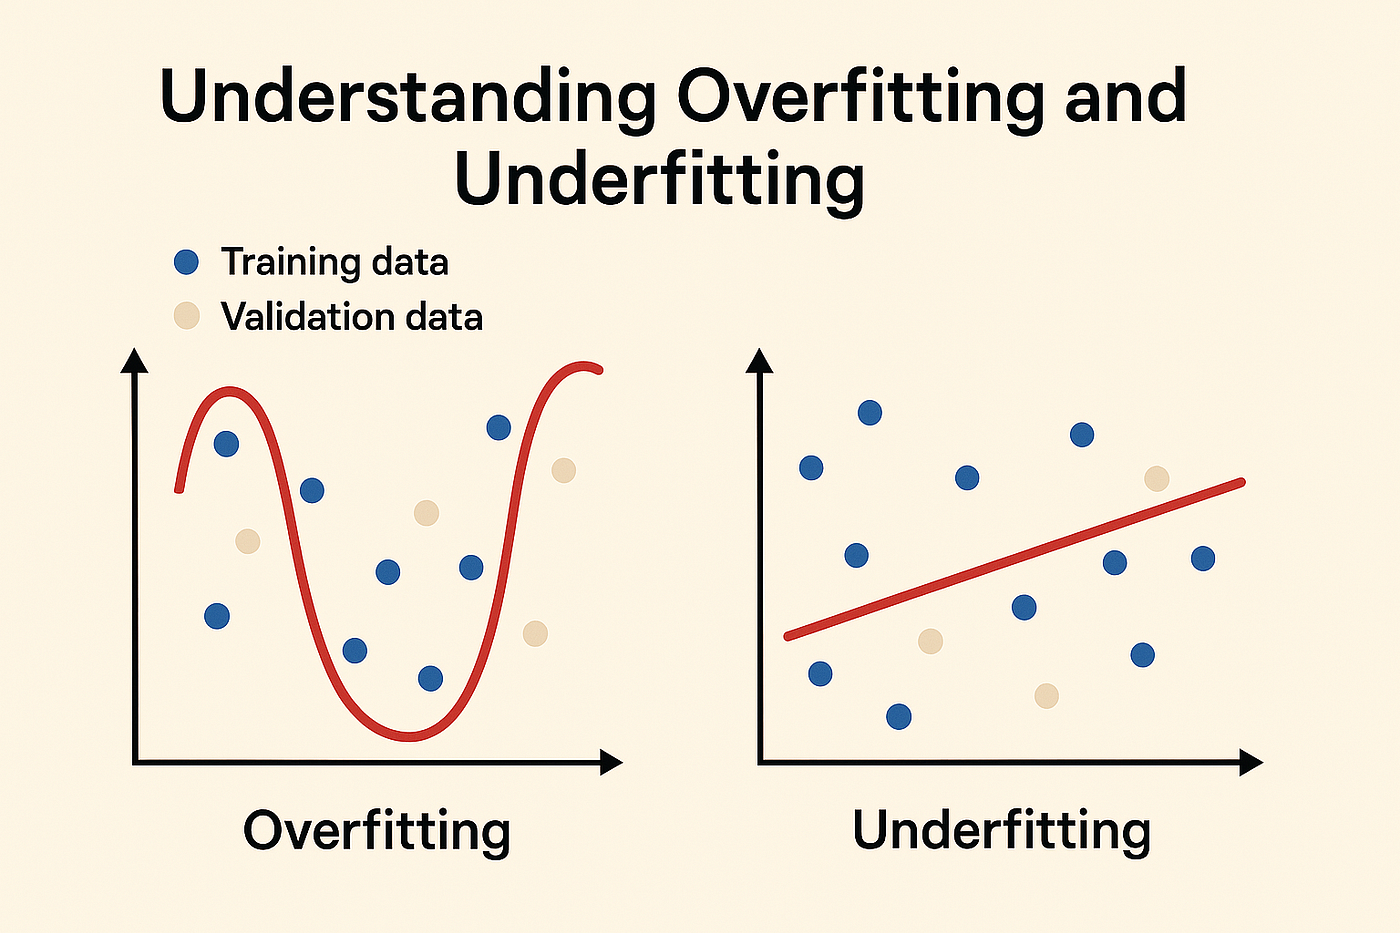 Understanding Overfitting and
Underfitting
Training data
Validation data
Overfitting
Underfitting